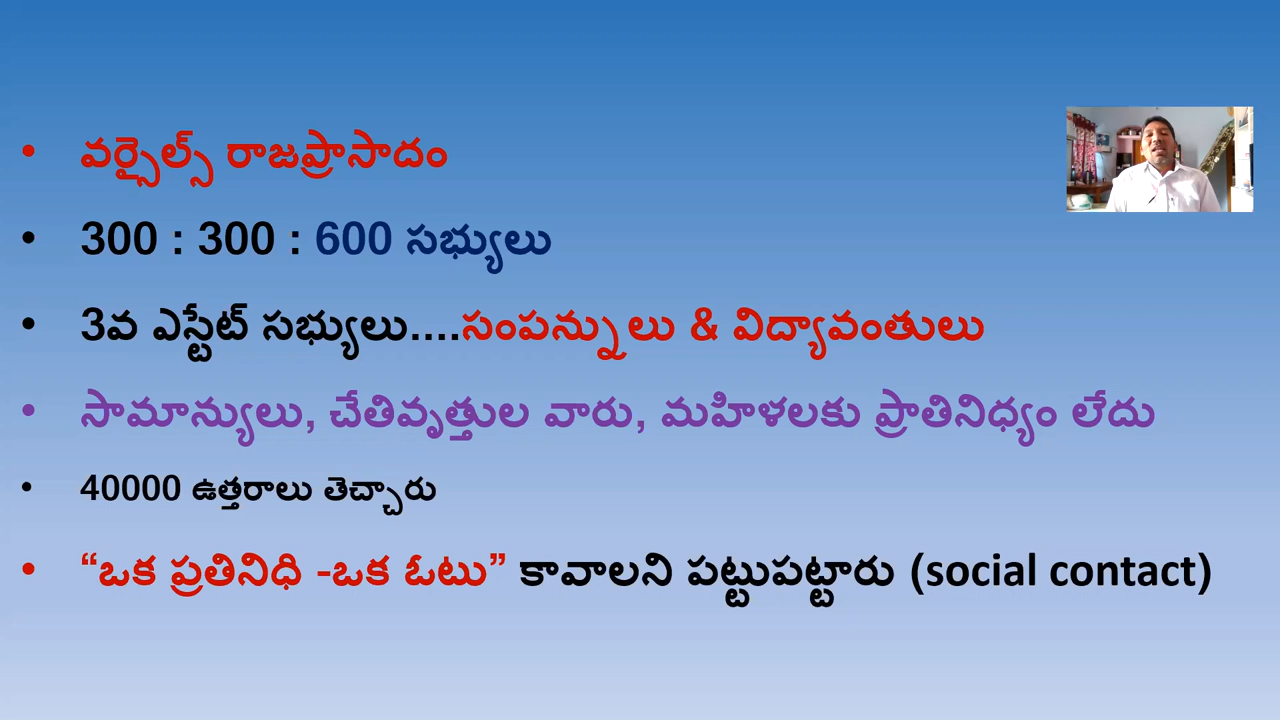 • వర్సైల్స్ రాజప్రాసాదం
• 300 : 300 : 600 సభ్యులు
• 3వ ఎస్టేట్ సభ్యులు....సంపన్నులు & విద్యావంతులు
• సామాన్యులు, చేతివృత్తుల వారు, మహిళలకు ప్రాతినిధ్యం లేదు
• 40000 ఉత్తరాలు తెచ్చారు
• “ఒక ప్రతినిధి -ఒక ఓటు” కావాలని పట్టుపట్టారు (social contact)